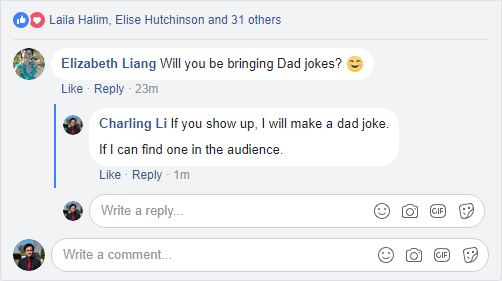 Laila Halim, Elise Hutchinson and 31 others
Elizabeth Liang Will you be bringing Dad jokes? 😊
Like · Reply · 23m
Charling Li If you show up, I will make a dad joke.
If I can find one in the audience.
Like · Reply · 1m
Write a reply...
GIF
Write a comment...
GIF